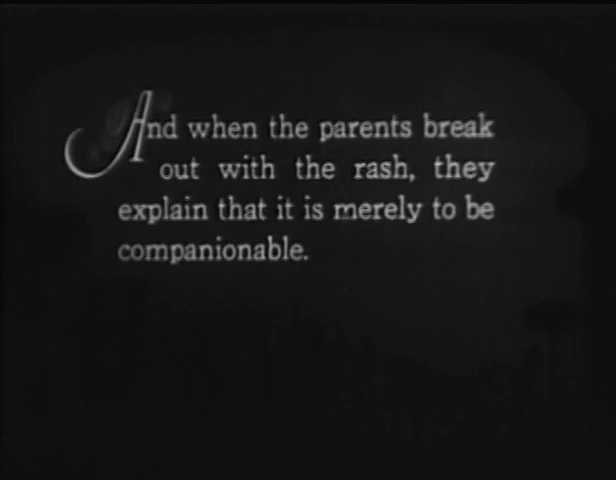 And when the parents break
out with the rash, they
explain that it is merely to be
companionable.